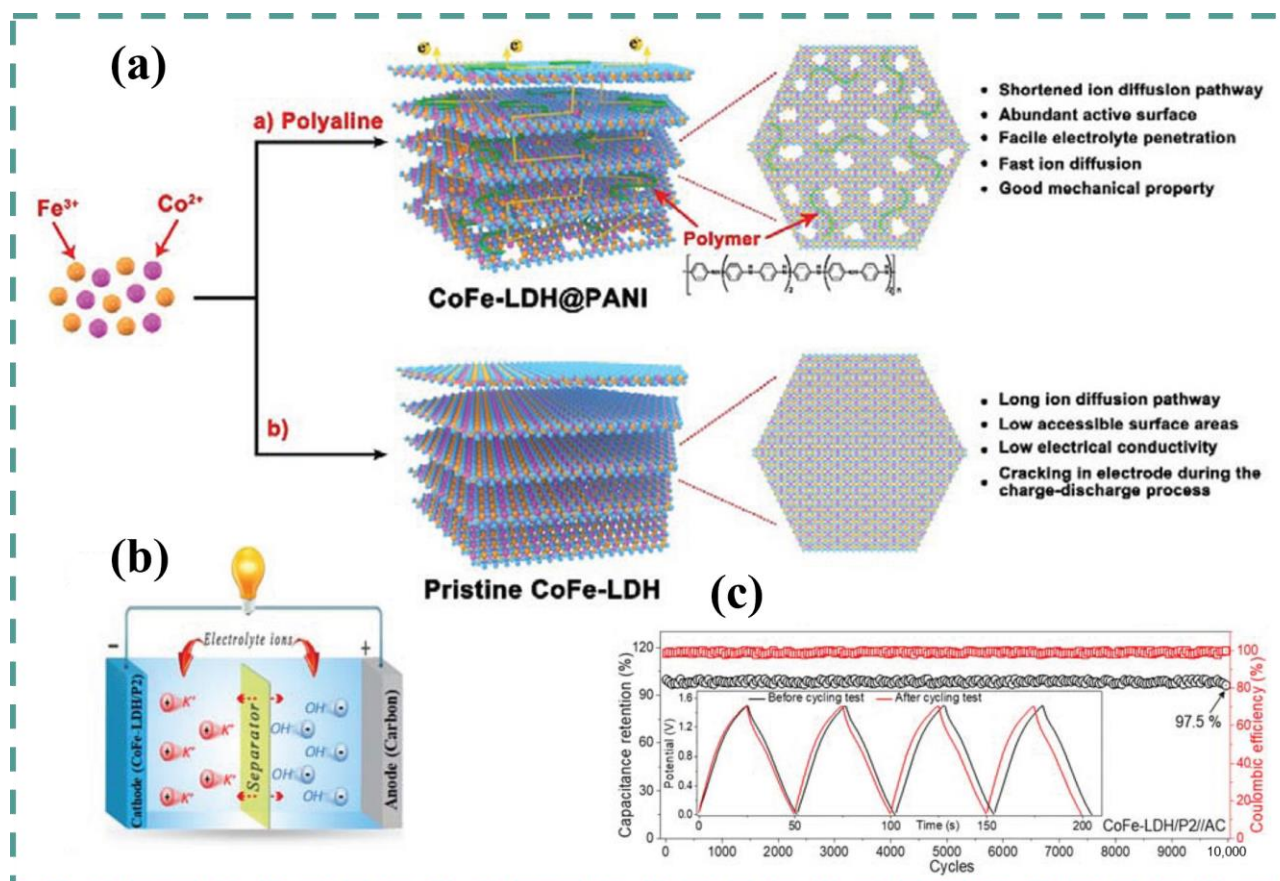 (a)
e⁻
e⁻
e⁻
a) Polyaline
Fe³⁺
Co²⁺
Polymer
CoFe-LDH@PANI
2
n
• Shortened ion diffusion pathway
• Abundant active surface
• Facile electrolyte penetration
• Fast ion diffusion
• Good mechanical property
b)
Pristine CoFe-LDH
• Long ion diffusion pathway
• Low accessible surface areas
• Low electrical conductivity
• Cracking in electrode during the
charge-discharge process
(b)
−
+
Electrolyte ions
Cathode (CoFe-LDH/P2)
Separator
Anode (Carbon)
K⁺
K⁺
K⁺
K⁺
K⁺
OH⁻
OH⁻
OH⁻
OH⁻
OH⁻
(c)
Capacitance retention (%)
120
90
60
30
0
Coulombic efficiency (%)
100
80
60
40
20
0
Before cycling test
After cycling test
Potential (V)
1.6
1.2
0.8
0.4
0.0
0
50
100
150
200
Time (s)
97.5 %
CoFe-LDH/P2//AC
0
1000
2000
3000
4000
5000
6000
7000
8000
9000
10,000
Cycles